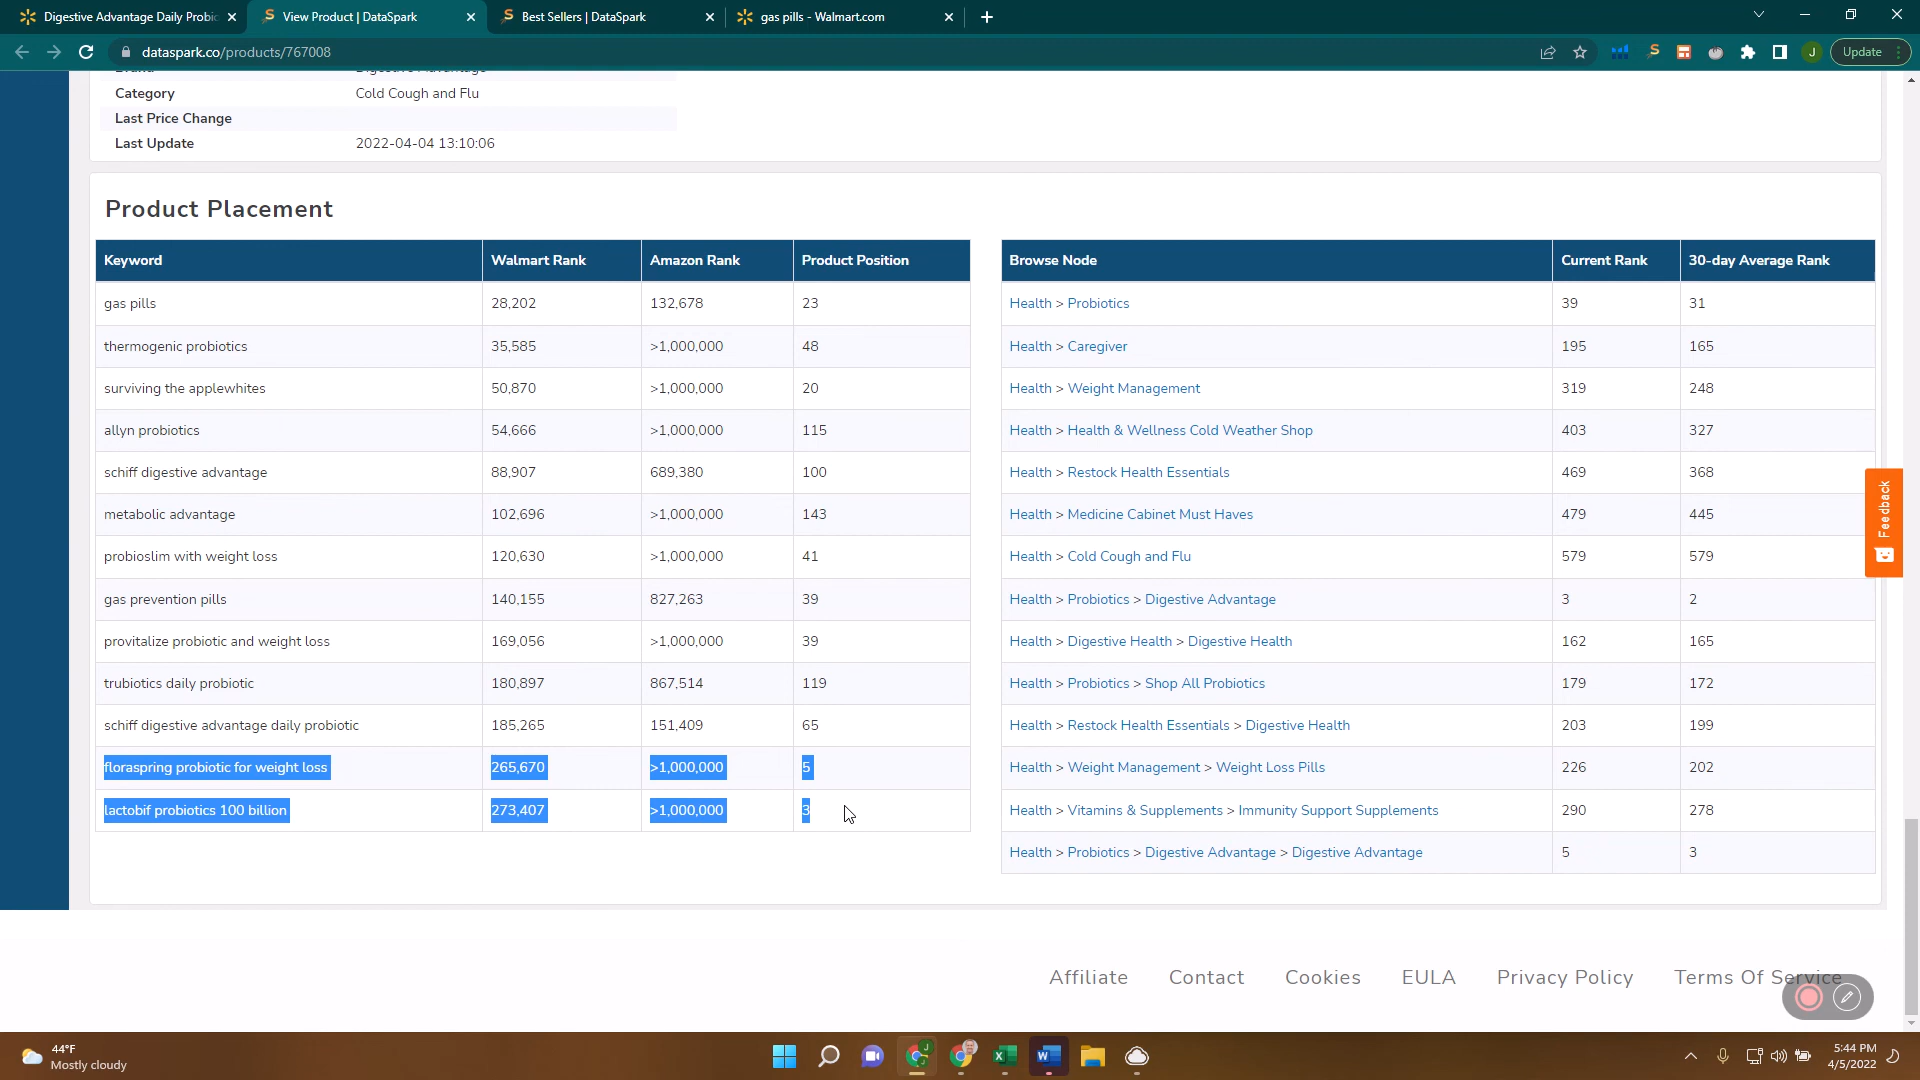 Digestive Advantage Daily Probio
View Product | DataSpark
Best Sellers | DataSpark
gas pills - Walmart.com
dataspark.co/products/767008
J
Update
Brand Digestive Advantage
Category Cold Cough and Flu
Last Price Change
Last Update 2022-04-04 13:10:06
Product Placement
Keyword Walmart Rank Amazon Rank Product Position
gas pills 28,202 132,678 23
thermogenic probiotics 35,585 >1,000,000 48
surviving the applewhites 50,870 >1,000,000 20
allyn probiotics 54,666 >1,000,000 115
schiff digestive advantage 88,907 689,380 100
metabolic advantage 102,696 >1,000,000 143
probioslim with weight loss 120,630 >1,000,000 41
gas prevention pills 140,155 827,263 39
provitalize probiotic and weight loss 169,056 >1,000,000 39
trubiotics daily probiotic 180,897 867,514 119
schiff digestive advantage daily probiotic 185,265 151,409 65
floraspring probiotic for weight loss 265,670 >1,000,000 5
lactobif probiotics 100 billion 273,407 >1,000,000 3
Browse Node Current Rank 30-day Average Rank
Health > Probiotics 39 31
Health > Caregiver 195 165
Health > Weight Management 319 248
Health > Health & Wellness Cold Weather Shop 403 327
Health > Restock Health Essentials 469 368
Health > Medicine Cabinet Must Haves 479 445
Health > Cold Cough and Flu 579 579
Health > Probiotics > Digestive Advantage 3 2
Health > Digestive Health > Digestive Health 162 165
Health > Probiotics > Shop All Probiotics 179 172
Health > Restock Health Essentials > Digestive Health 203 199
Health > Weight Management > Weight Loss Pills 226 202
Health > Vitamins & Supplements > Immunity Support Supplements 290 278
Health > Probiotics > Digestive Advantage > Digestive Advantage 5 3
Feedback
Affiliate Contact Cookies EULA Privacy Policy Terms Of Service
44°F
Mostly cloudy
5:44 PM
4/5/2022